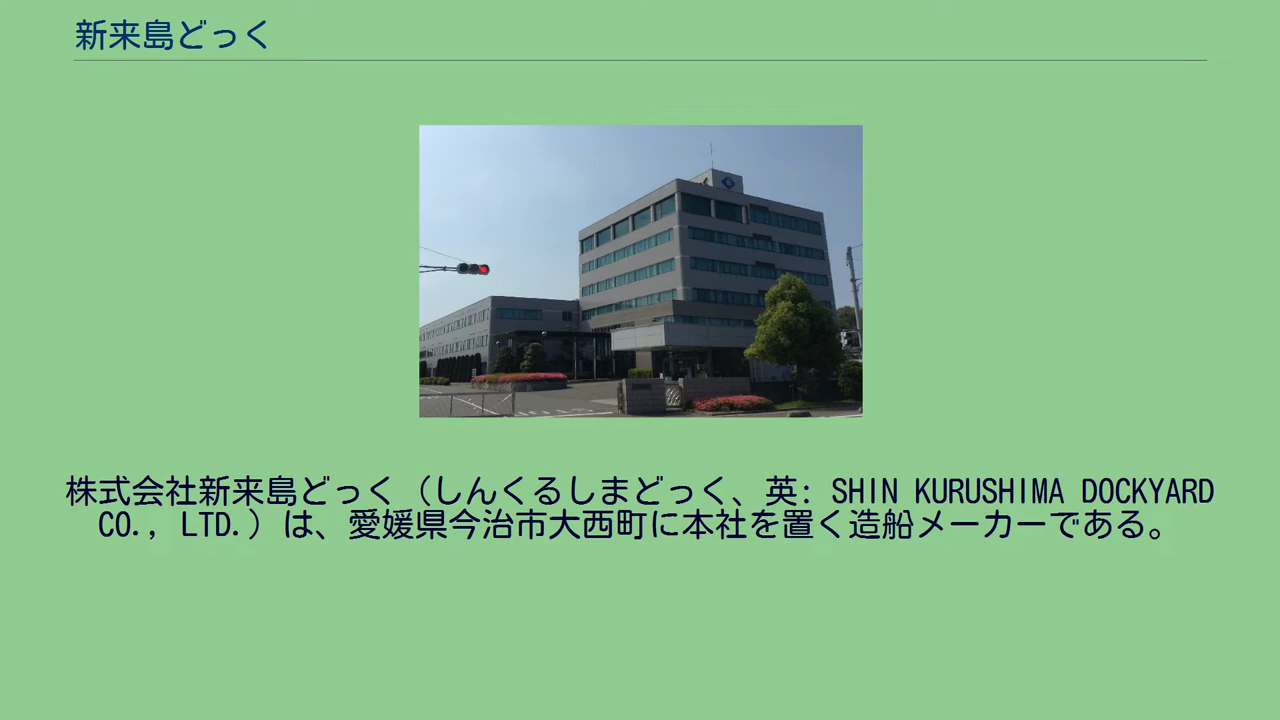 新来島どっく
株式会社新来島どっく（しんくるしまどっく、英: SHIN KURUSHIMA DOCKYARD
CO., LTD.）は、愛媛県今治市大西町に本社を置く造船メーカーである。